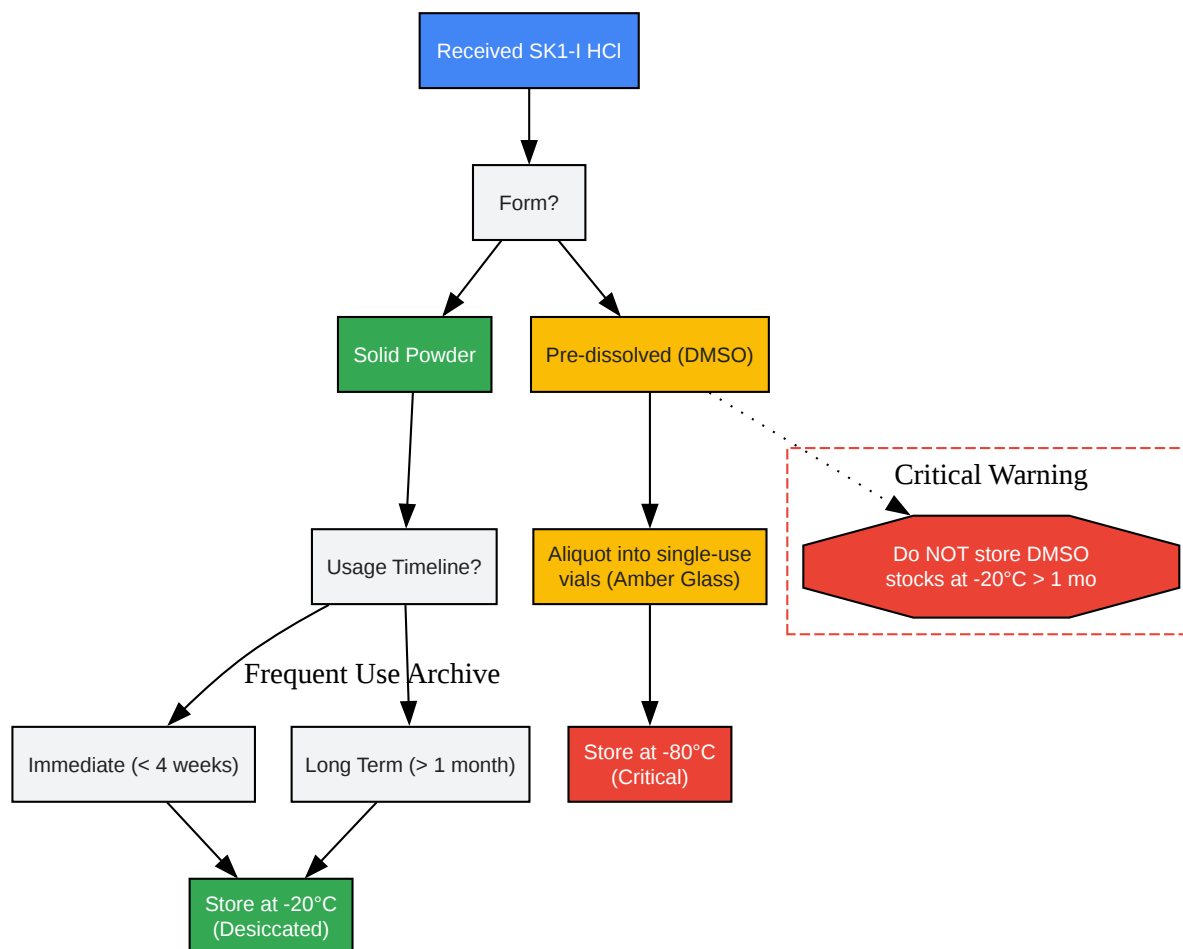 Received SK1-I HCl
Form?
Solid Powder
Pre-dissolved (DMSO)
Critical Warning
Usage Timeline?
Aliquot into single-use
vials (Amber Glass)
Do NOT store DMSO
stocks at -20°C > 1 mo
Frequent Use
Archive
Immediate (< 4 weeks)
Long Term (> 1 month)
Store at -80°C
(Critical)
Store at -20°C
(Desiccated)